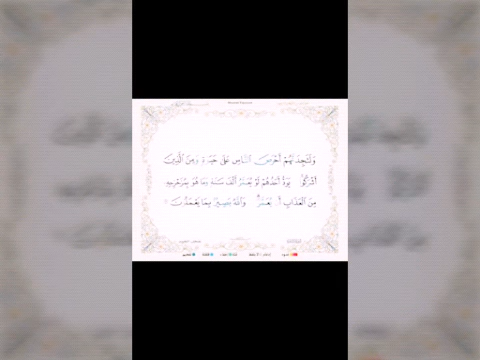 وَلَتَجِدَنَّهُمْ أَحْرَصَ النَّاسِ عَلَىٰ حَيَاةٍ وَمِنَ الَّذِينَ
أَشْرَكُوا يَوَدُّ أَحَدُهُمْ لَوْ يُعَمَّرُ أَلْفَ سَنَةٍ وَمَا هُوَ بِمُزَحْزِحِهِ
مِنَ الْعَذَابِ أَن يُعَمَّرَ وَاللَّهُ بَصِيرٌ بِمَا يَعْمَلُونَ